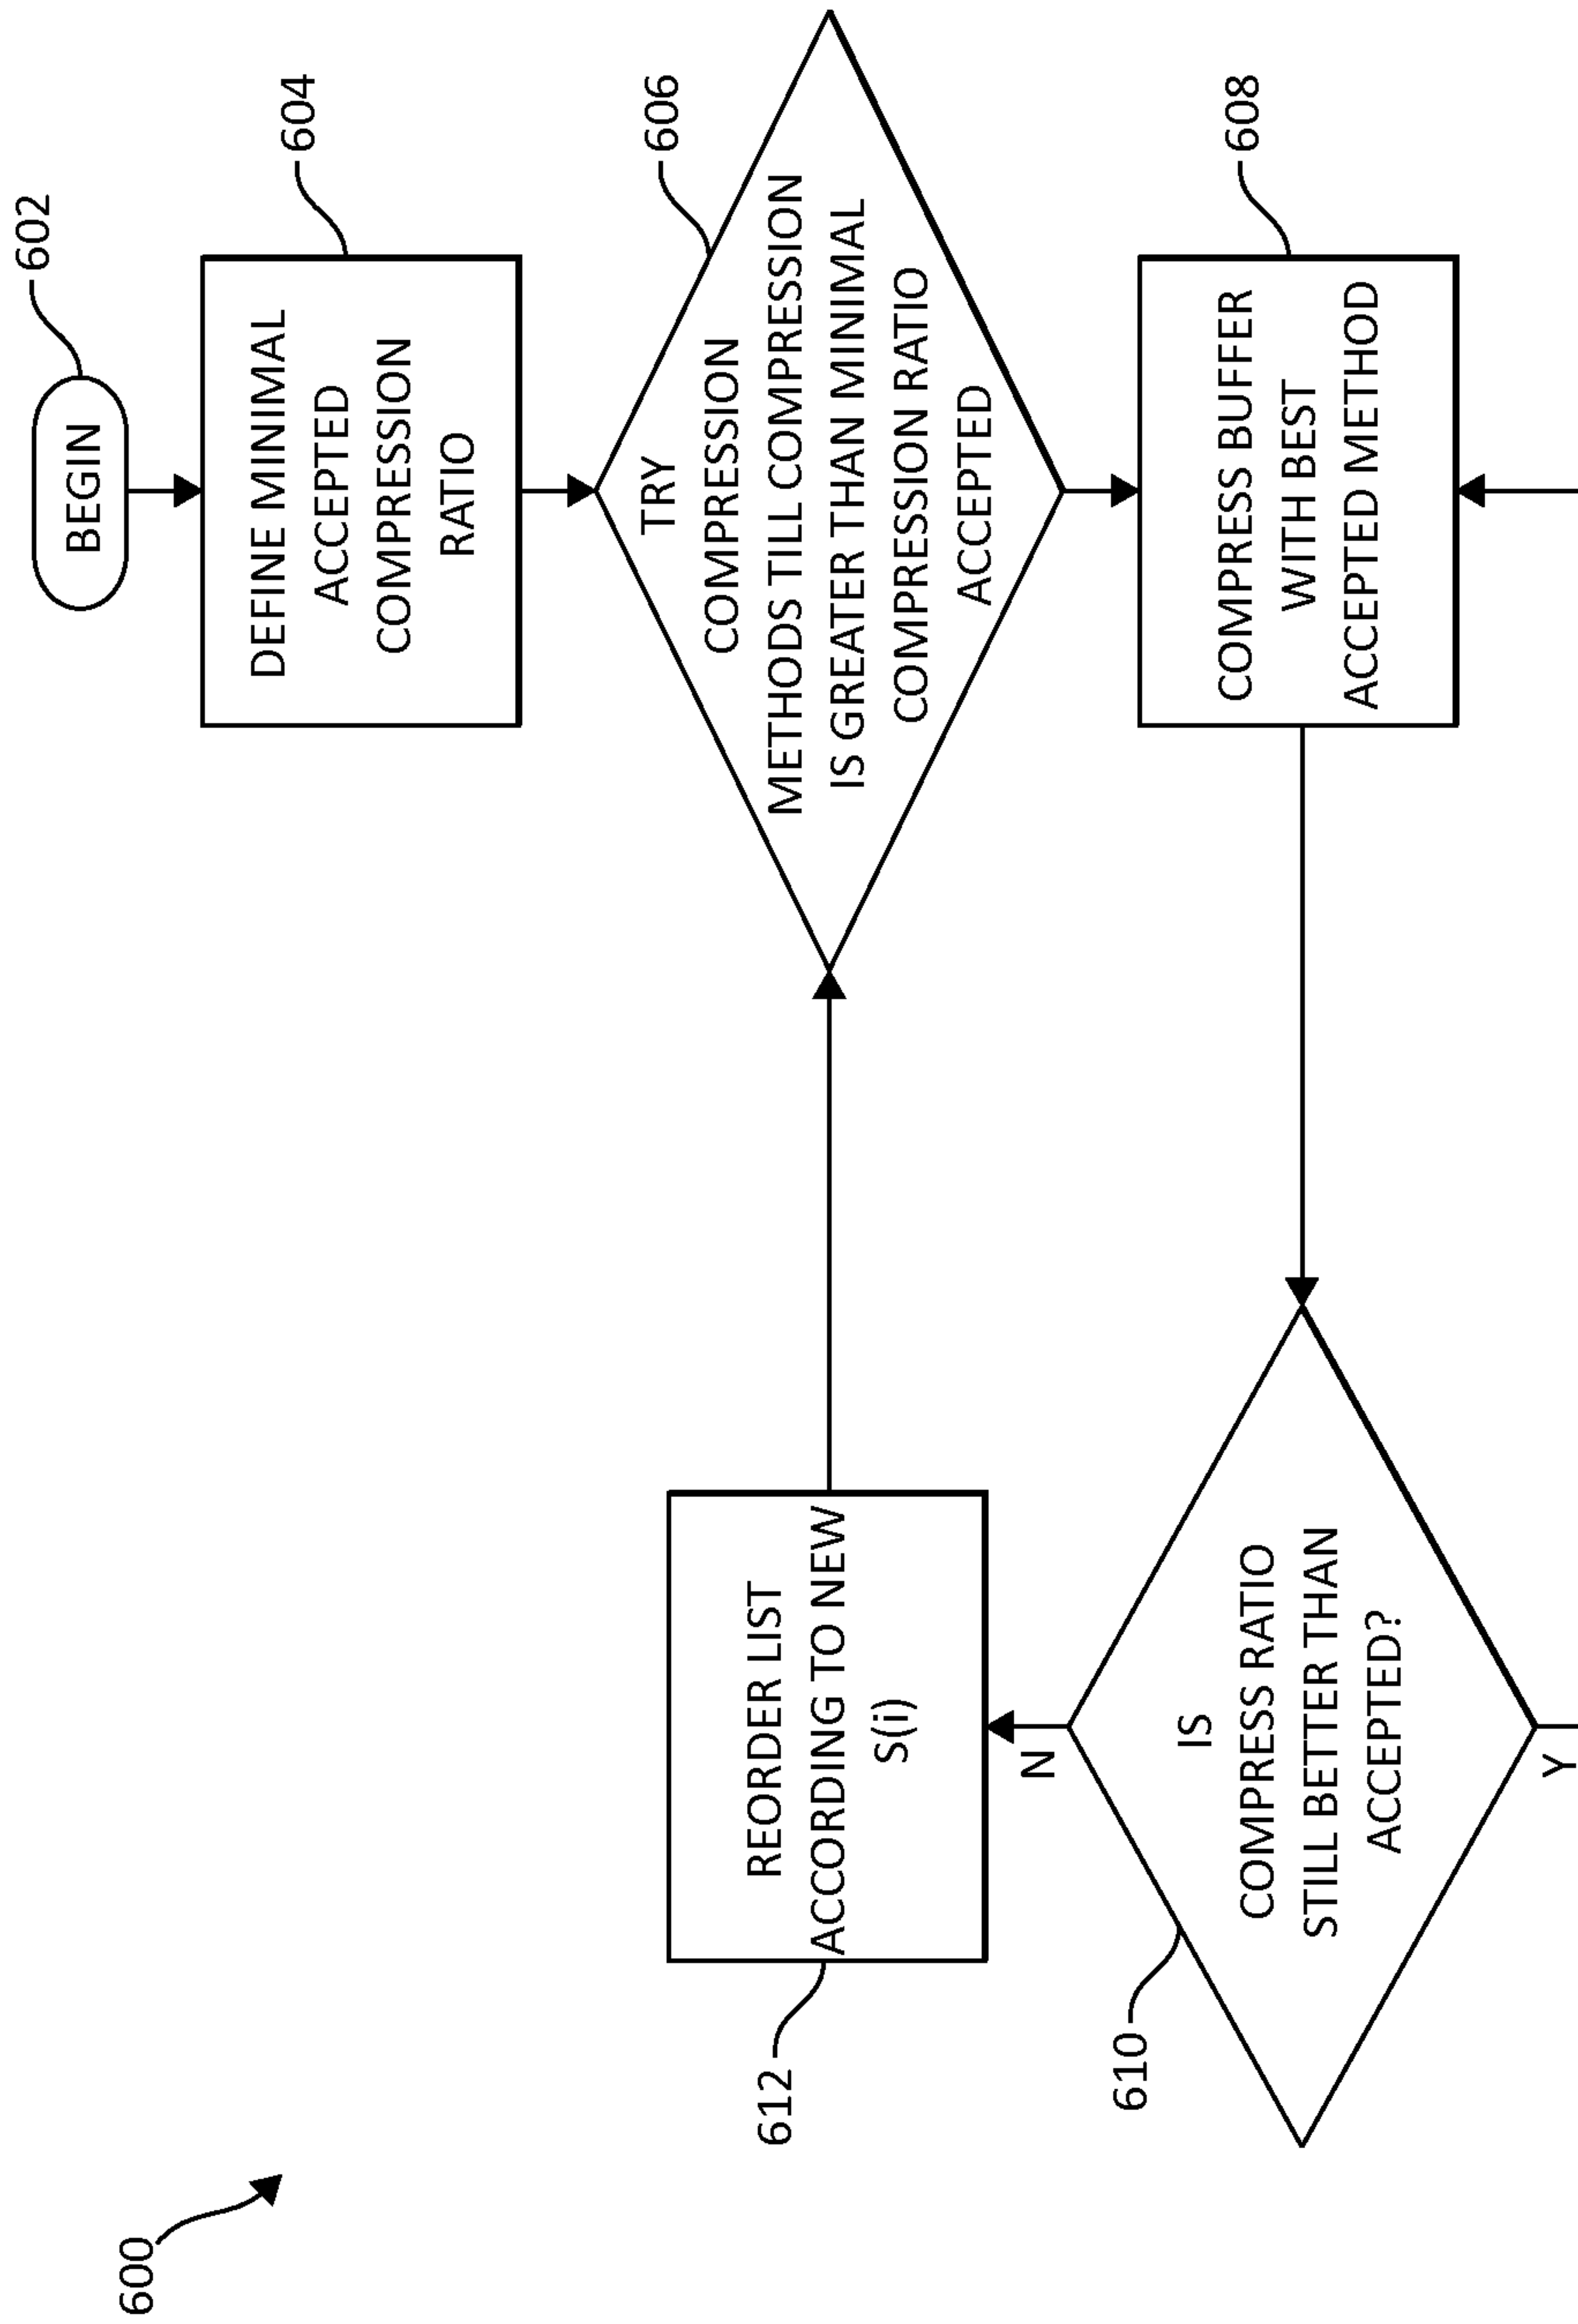 600
602
BEGIN
604
DEFINE MINIMAL
ACCEPTED
COMPRESSION
RATIO
606
TRY
COMPRESSION
METHODS TILL COMPRESSION
IS GREATER THAN MINIMAL
COMPRESSION RATIO
ACCEPTED
608
COMPRESS BUFFER
WITH BEST
ACCEPTED METHOD
612
REORDER LIST
ACCORDING TO NEW
S(i)
N
610
IS
COMPRESS RATIO
STILL BETTER THAN
ACCEPTED?
Y